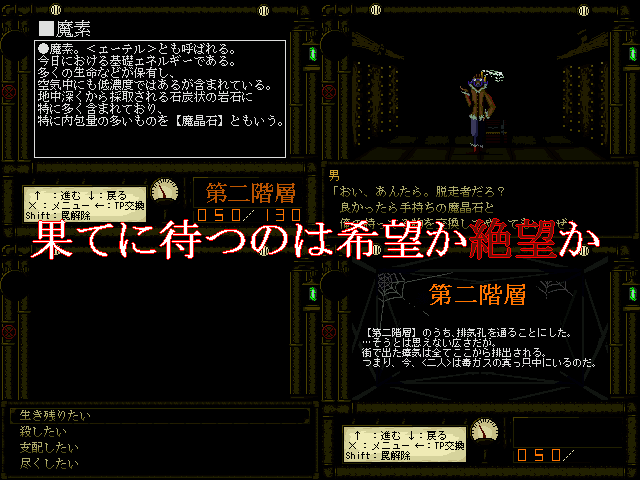 ■魔素
●魔素。<エーテル>とも呼ばれる。
今日における基礎エネルギーである。
多くの生命などが保有し、
空気中にも低濃度ではあるが含まれている。
地中深くから採取される石炭状の岩石に
特に多く含まれており、
特に内包量の多いものを【魔晶石】ともいう。
↑ :進む ↓:戻る
X:メニュー ←:TP交換
Shift:罠解除
第二階層
050/130
男
「おい、あんたら。脱走者だろ?
良かったら手持ちの魔晶石と
果てに待つのは希望か絶望か
生き残りたい
殺したい
支配したい
尽くしたい
第二階層
【第二階層】のうち、排気孔を通ることにした。
…そうとは思えない広さだが。
街で出た瘴気は全てここから排出される。
つまり、今、<二人>は毒ガスの真っ只中にいるのだ。
↑ :進む ↓:戻る
X:メニュー ←:TP交換
Shift:罠解除
050/